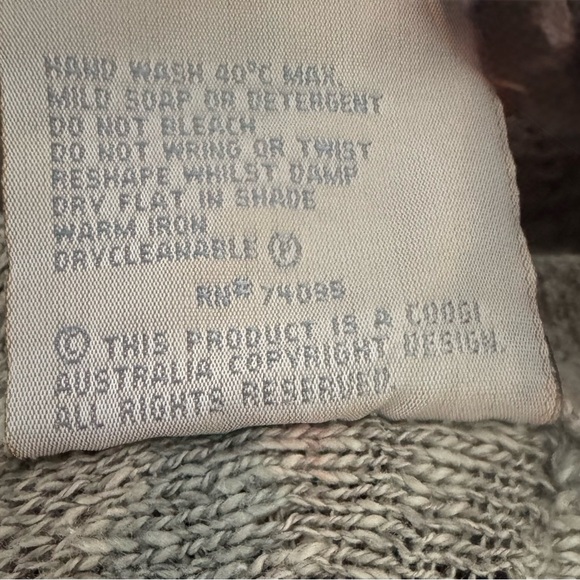 HAND WASH 40°C MAX.
MILD SOAP OR DETERGENT
DO NOT BLEACH
DO NOT WRING OR TWIST
RESHAPE WHILST DAMP
DRY FLAT IN SHADE
WARM IRON
DRYCLEANABLE Ⓟ
RN# 74095
© THIS PRODUCT IS A COOGI
AUSTRALIA COPYRIGHT DESIGN.
ALL RIGHTS RESERVED.